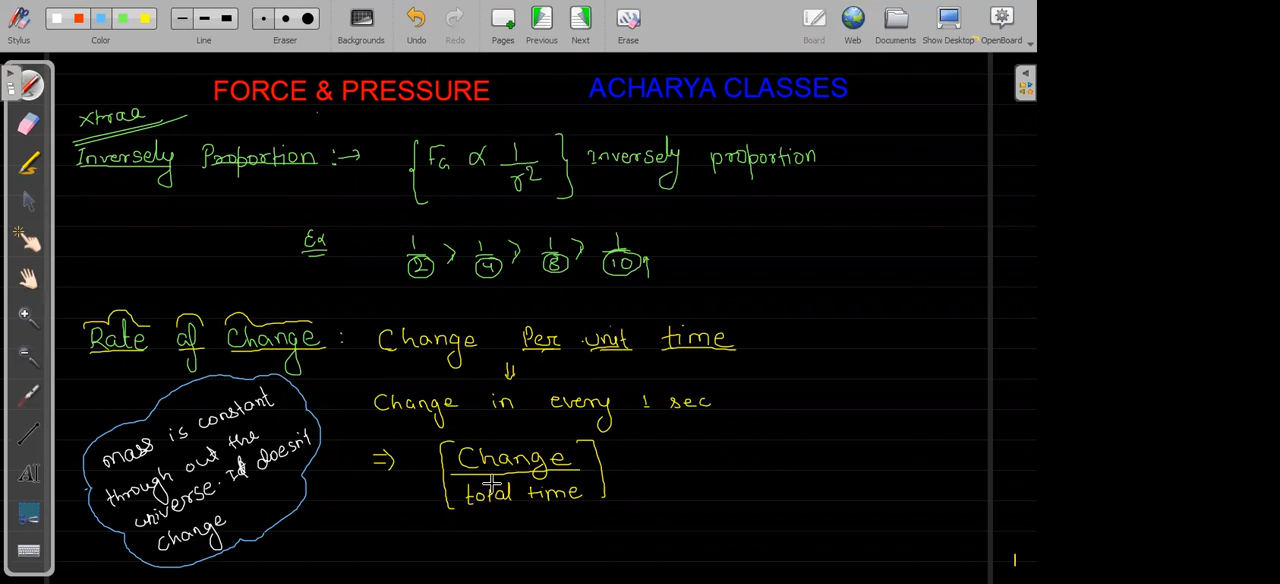 Stylus Color Line Eraser Backgrounds Undo Redo Pages Previous Next Erase Board Web Documents Show Desktop OpenBoard
FORCE & PRESSURE ACHARYA CLASSES
xtraa
Inversely Proportion :→ {F_G ∝ 1/r²} Inversely proportion
Ex 1/2 > 1/4 > 1/8 > 1/10 ↑
Rate of Change : Change Per unit time
⇓
Change in every 1 sec
⇒ [Change / total time]
mass is constant
through out the
universe. It doesn't
change
1